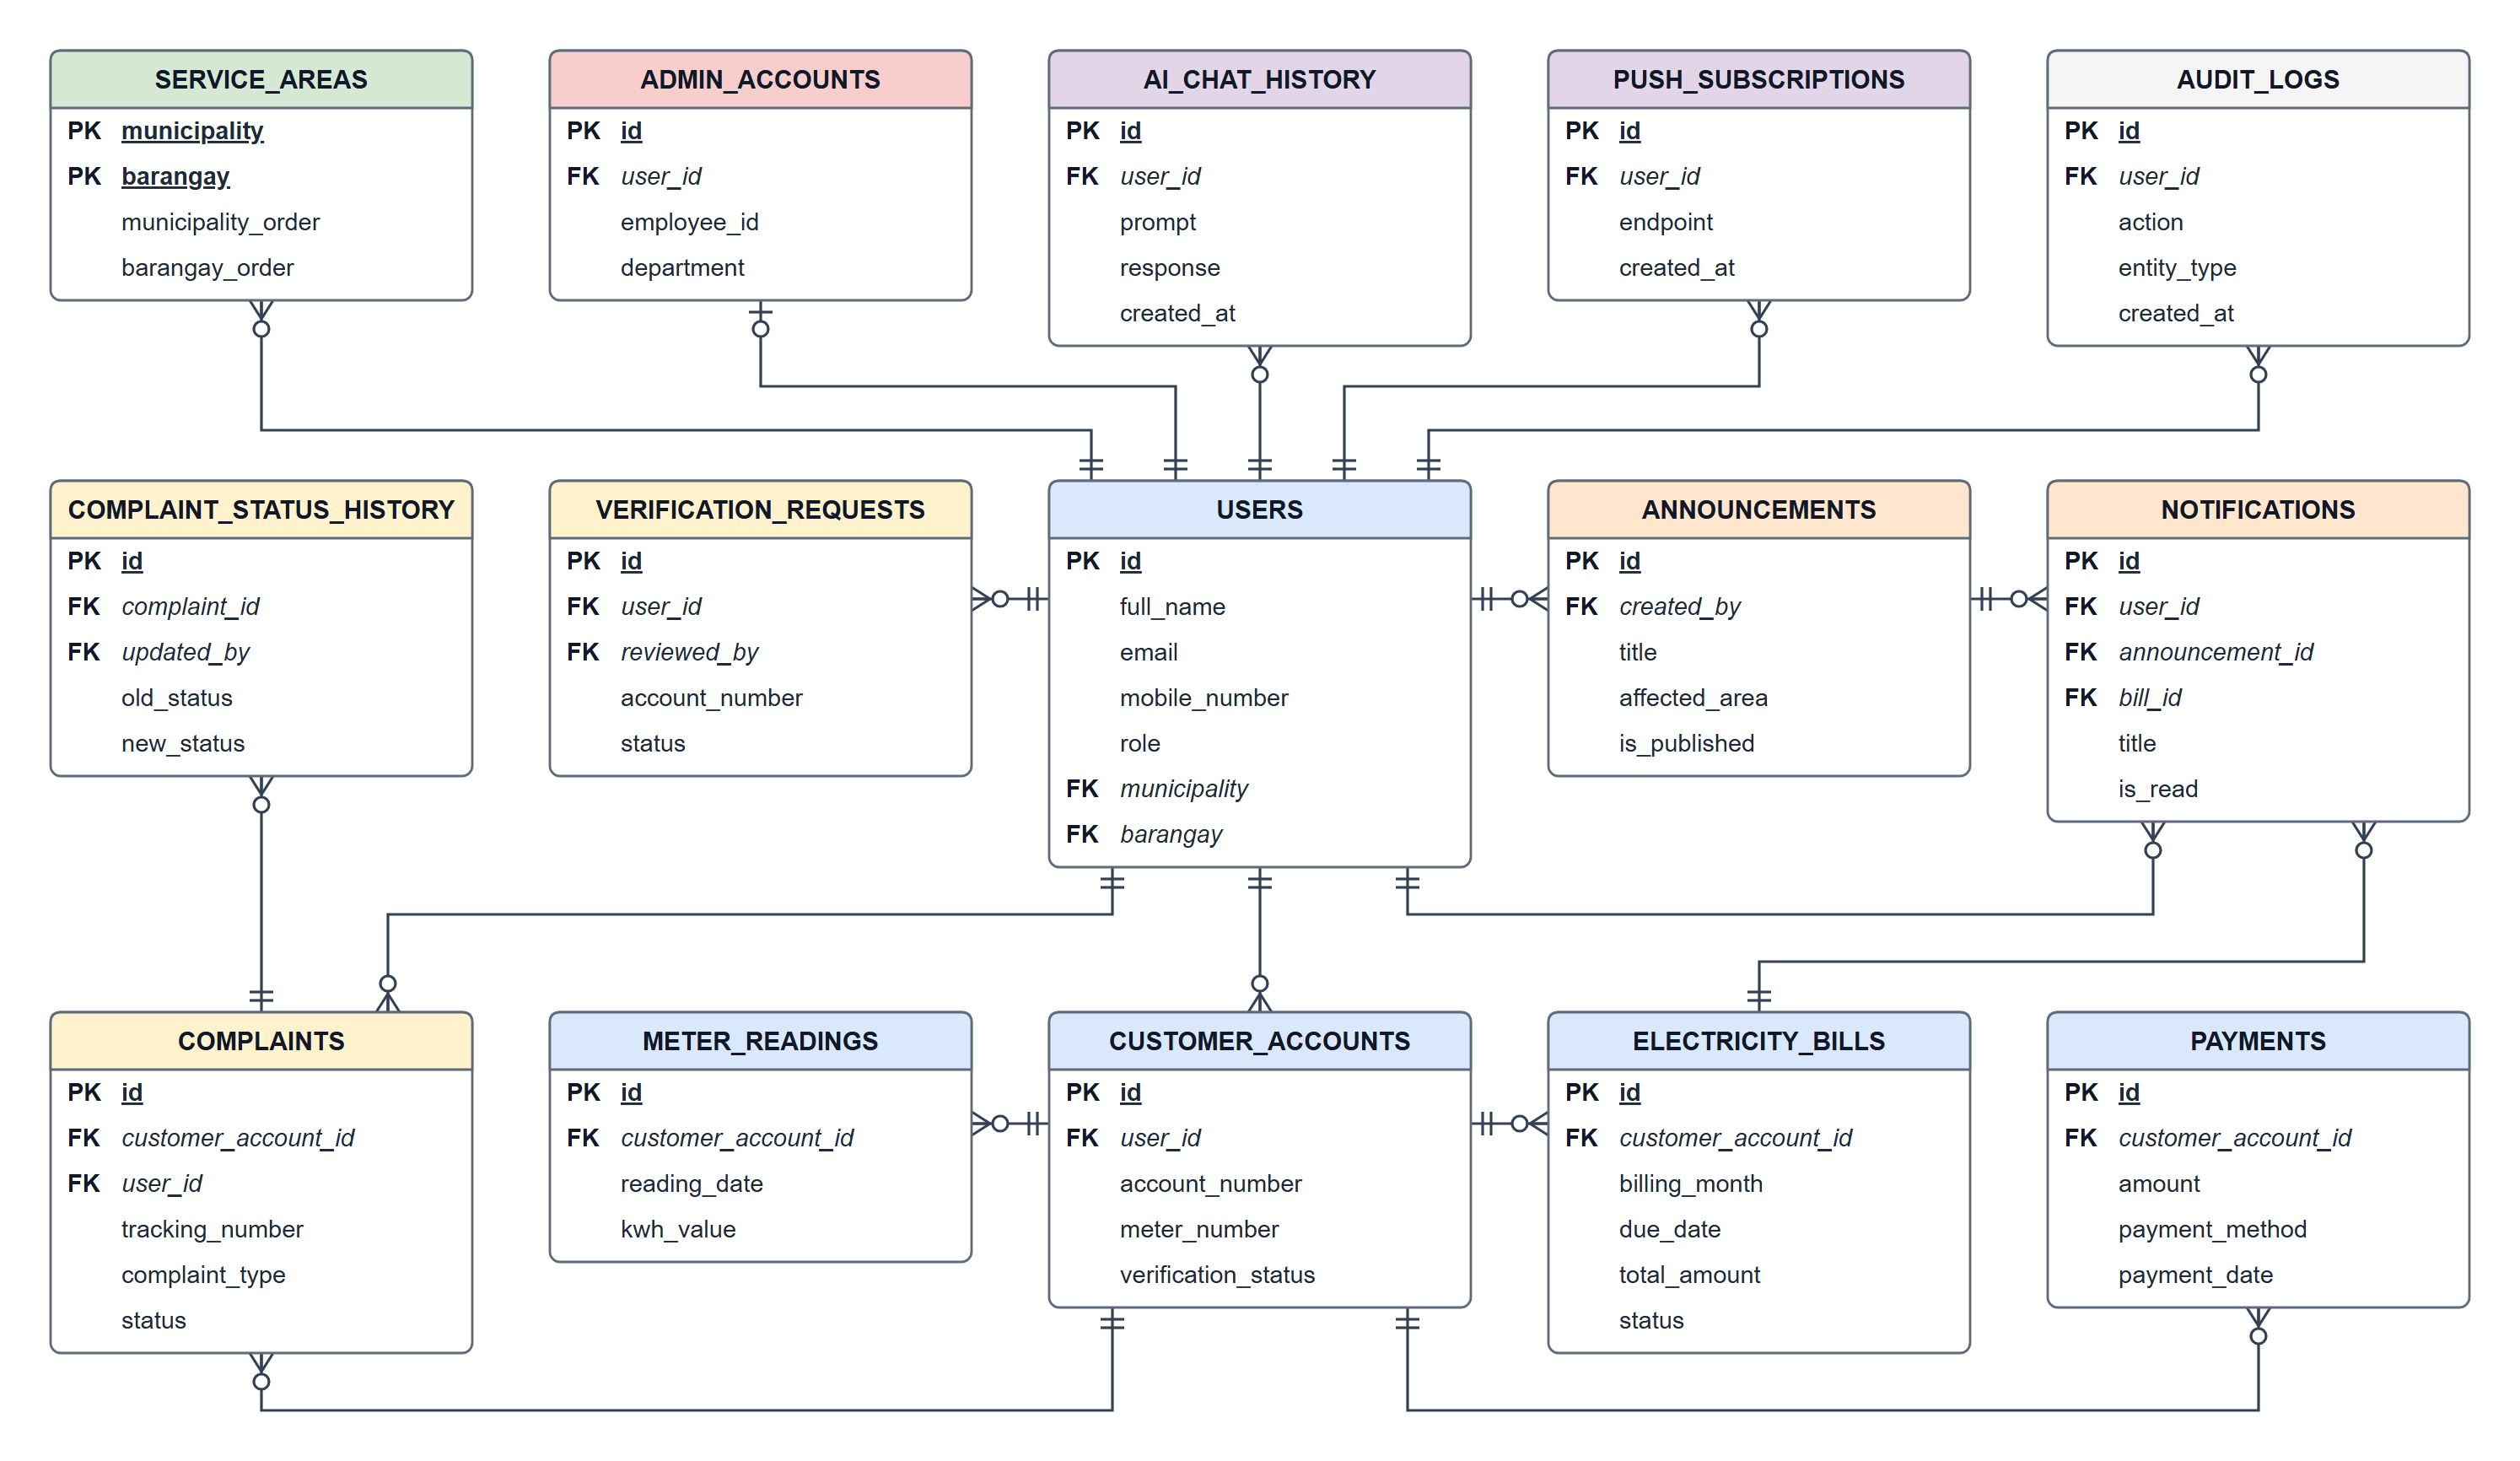 SERVICE_AREAS
PK municipality
PK barangay
municipality_order
barangay_order
ADMIN_ACCOUNTS
PK id
FK user_id
employee_id
department
AI_CHAT_HISTORY
PK id
FK user_id
prompt
response
created_at
PUSH_SUBSCRIPTIONS
PK id
FK user_id
endpoint
created_at
AUDIT_LOGS
PK id
FK user_id
action
entity_type
created_at
COMPLAINT_STATUS_HISTORY
PK id
FK complaint_id
FK updated_by
old_status
new_status
VERIFICATION_REQUESTS
PK id
FK user_id
FK reviewed_by
account_number
status
USERS
PK id
full_name
email
mobile_number
role
FK municipality
FK barangay
ANNOUNCEMENTS
PK id
FK created_by
title
affected_area
is_published
NOTIFICATIONS
PK id
FK user_id
FK announcement_id
FK bill_id
title
is_read
COMPLAINTS
PK id
FK customer_account_id
FK user_id
tracking_number
complaint_type
status
METER_READINGS
PK id
FK customer_account_id
reading_date
kwh_value
CUSTOMER_ACCOUNTS
PK id
FK user_id
account_number
meter_number
verification_status
ELECTRICITY_BILLS
PK id
FK customer_account_id
billing_month
due_date
total_amount
status
PAYMENTS
PK id
FK customer_account_id
amount
payment_method
payment_date